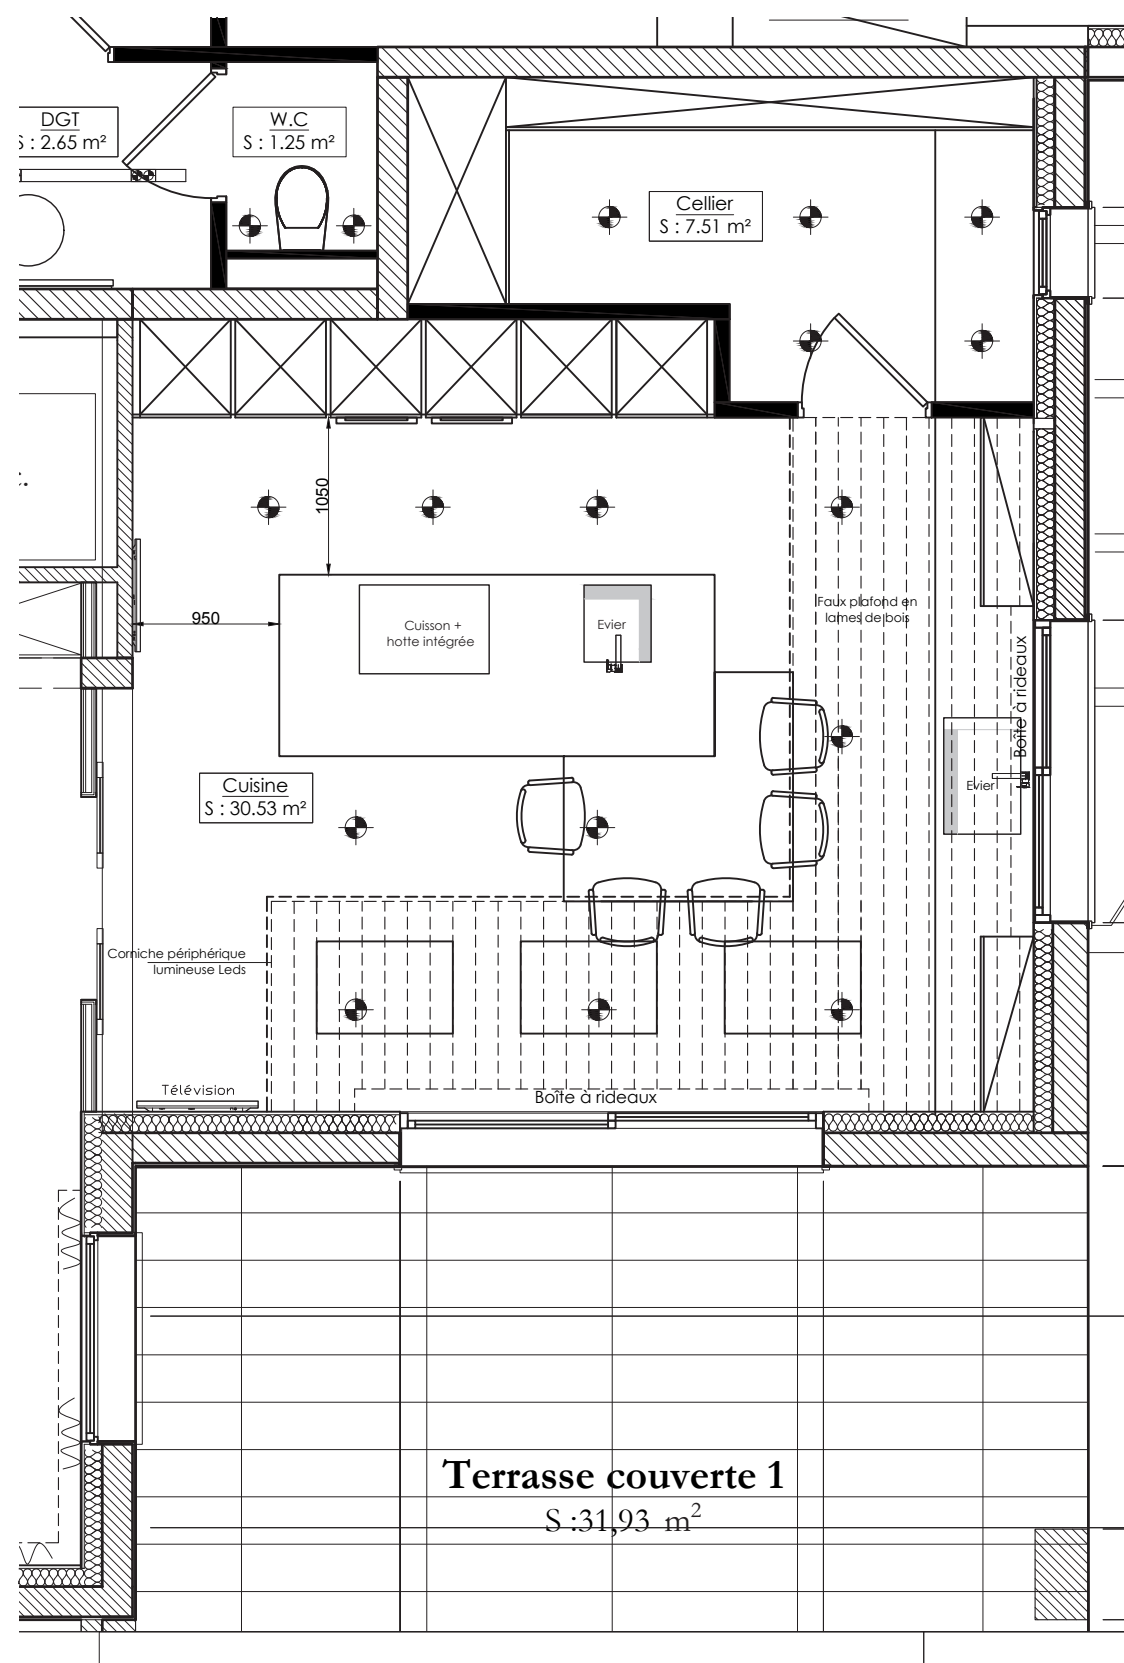 DGT
S : 2.65 m²
W.C
S : 1.25 m²
Cellier
S : 7.51 m²
1050
950
Cuisson +
hotte intégrée
Evier
Faux plafond en
lames de bois
Boîte à rideaux
Evier
Cuisine
S : 30.53 m²
Corniche périphérique
lumineuse Leds
Télévision
Boîte à rideaux
Terrasse couverte 1
S :31,93 m²